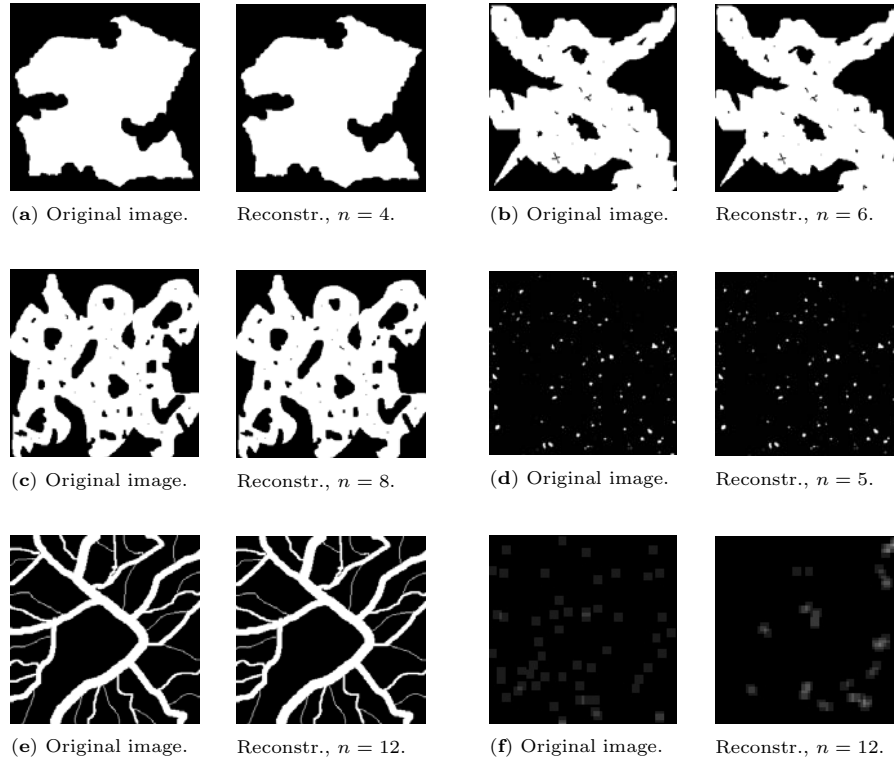 (a) Original image. Reconstr., n = 4. (b) Original image. Reconstr., n = 6.
(c) Original image. Reconstr., n = 8. (d) Original image. Reconstr., n = 5.
(e) Original image. Reconstr., n = 12. (f) Original image. Reconstr., n = 12.